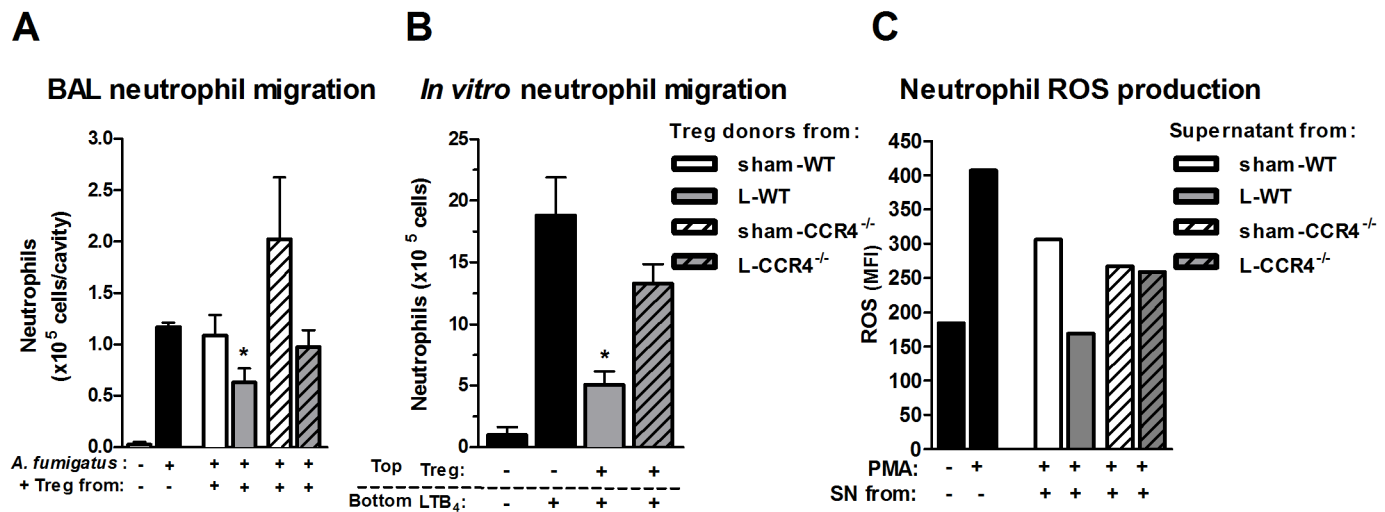 A
BAL neutrophil migration
Neutrophils
(x10 5 cells/cavity)
3.0
2.5
2.0
1.5
1.0
0.5
0.0
*
A. fumigatus : - + + + + +
+ Treg from: - - + + + +
B
In vitro neutrophil migration
Neutrophils (x10 5 cells)
25
20
15
10
5
0
*
Top Treg: - - + +
Bottom LTB4: - + + +
Treg donors from:
sham-WT
L-WT
sham-CCR4-/-
L-CCR4-/-
C
Neutrophil ROS production
ROS (MFI)
450
400
350
300
250
200
150
100
50
0
PMA: - + + + + +
SN from: - - + + + +
Supernatant from:
sham-WT
L-WT
sham-CCR4-/-
L-CCR4-/-